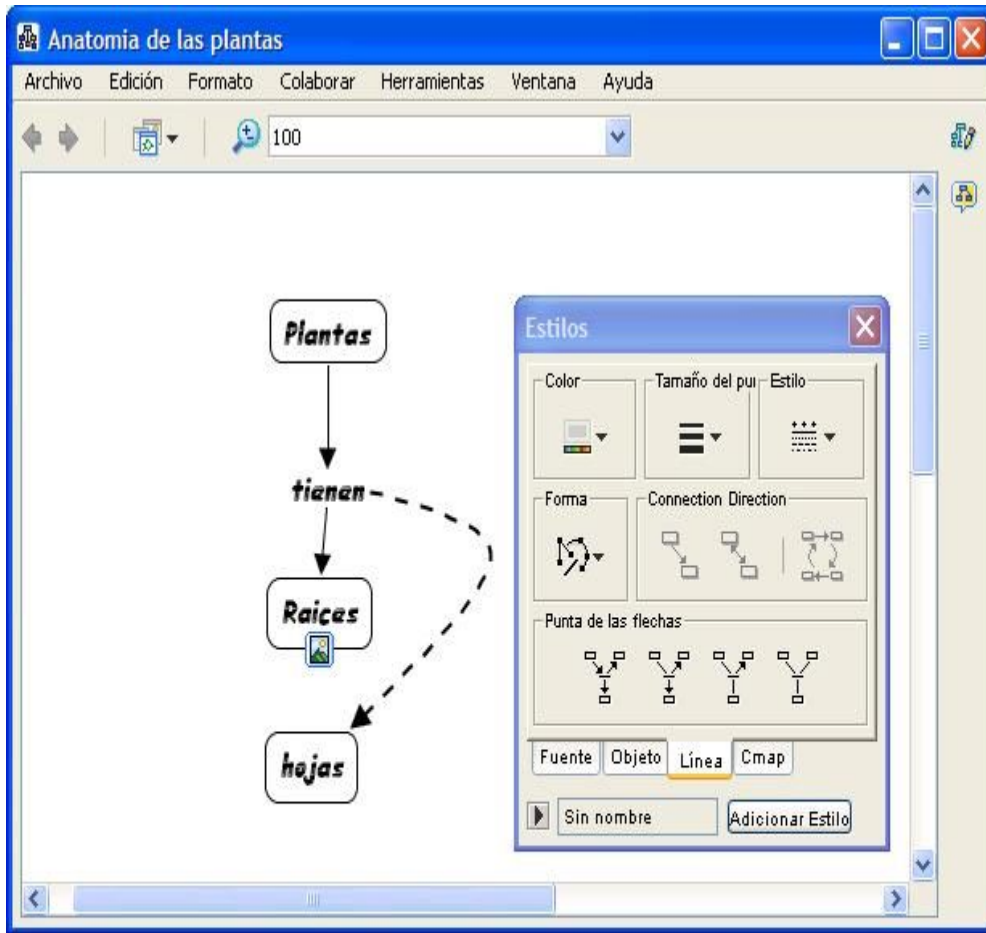 Anatomia de las plantas
Archivo Edición Formato Colaborar Herramientas Ventana Ayuda
100
Plantas
tienen
Raices
hojas
Estilos
Color Tamaño del pu Estilo
Forma Connection Direction
Punta de las flechas
Fuente Objeto Línea Cmap
Sin nombre Adicionar Estilo